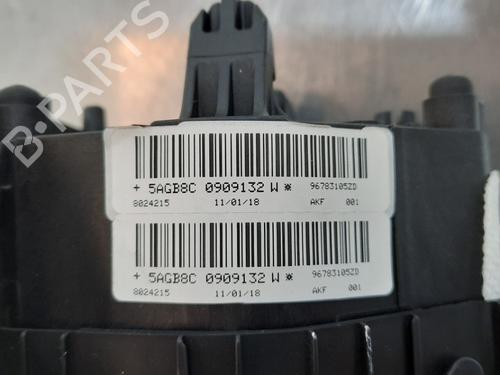 B-PARTS
+ 5AGB8C 0909132 W ※ 96783105ZD
8024215 11/01/18 AKF 001
+ 5AGB8C 0909132 W ※ 96783105ZD
8024215 11/01/18 AKF 001